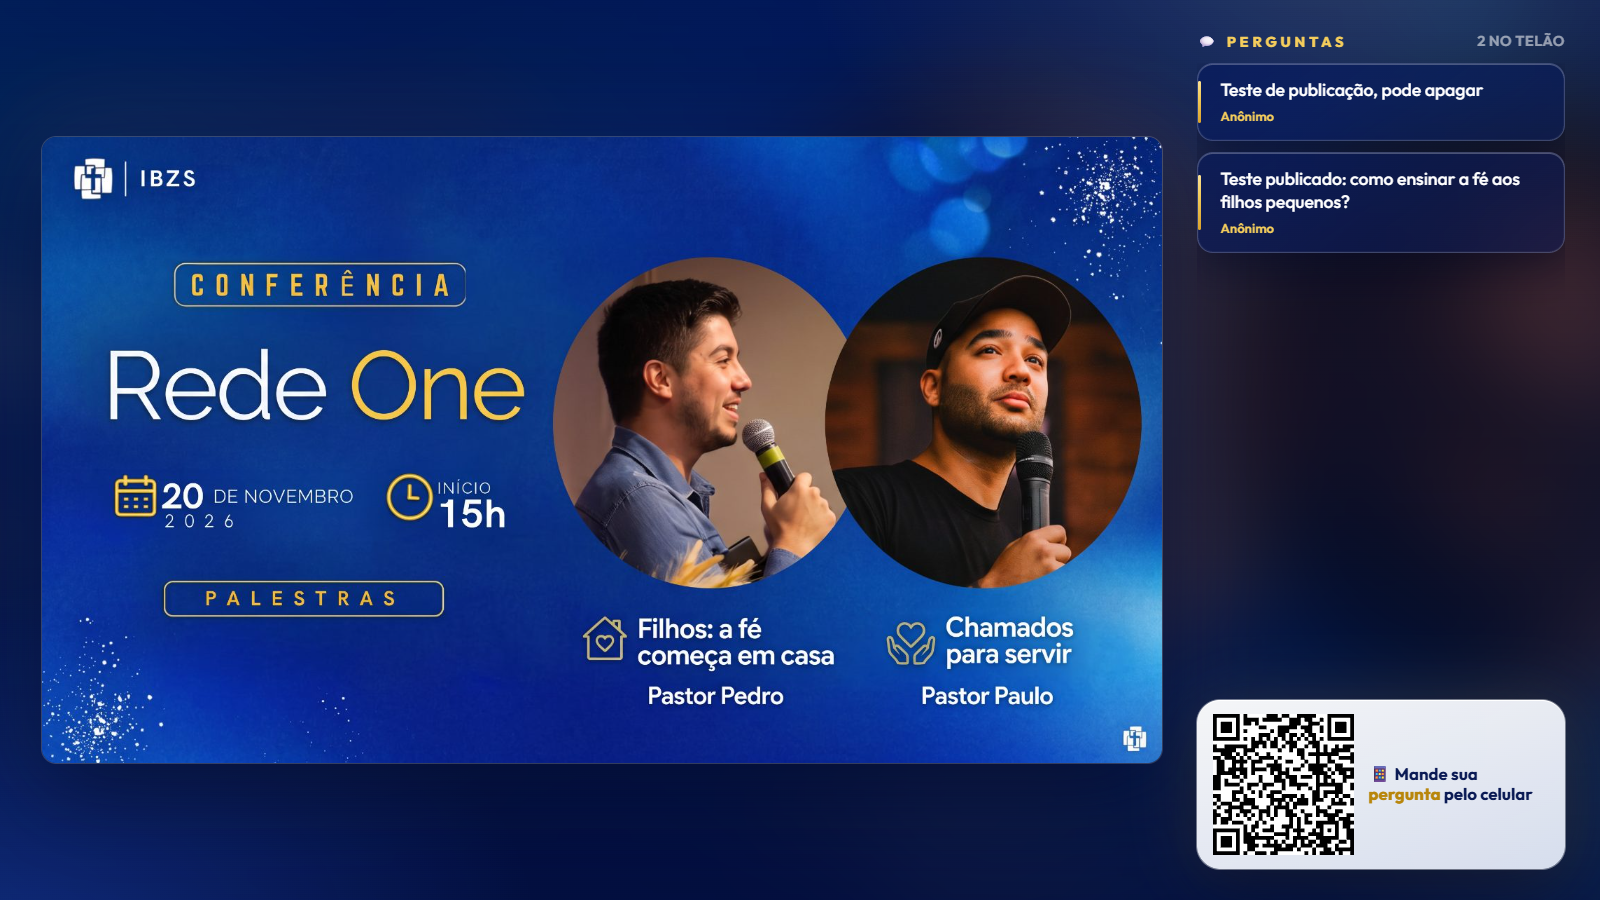 IBZS
CONFERÊNCIA
Rede One
20 DE NOVEMBRO
2026
INÍCIO
15h
PALESTRAS
Filhos: a fé
começa em casa
Pastor Pedro
Chamados
para servir
Pastor Paulo
PERGUNTAS
2 NO TELÃO
Teste de publicação, pode apagar
Anônimo
Teste publicado: como ensinar a fé aos
filhos pequenos?
Anônimo
Mande sua
pergunta pelo celular